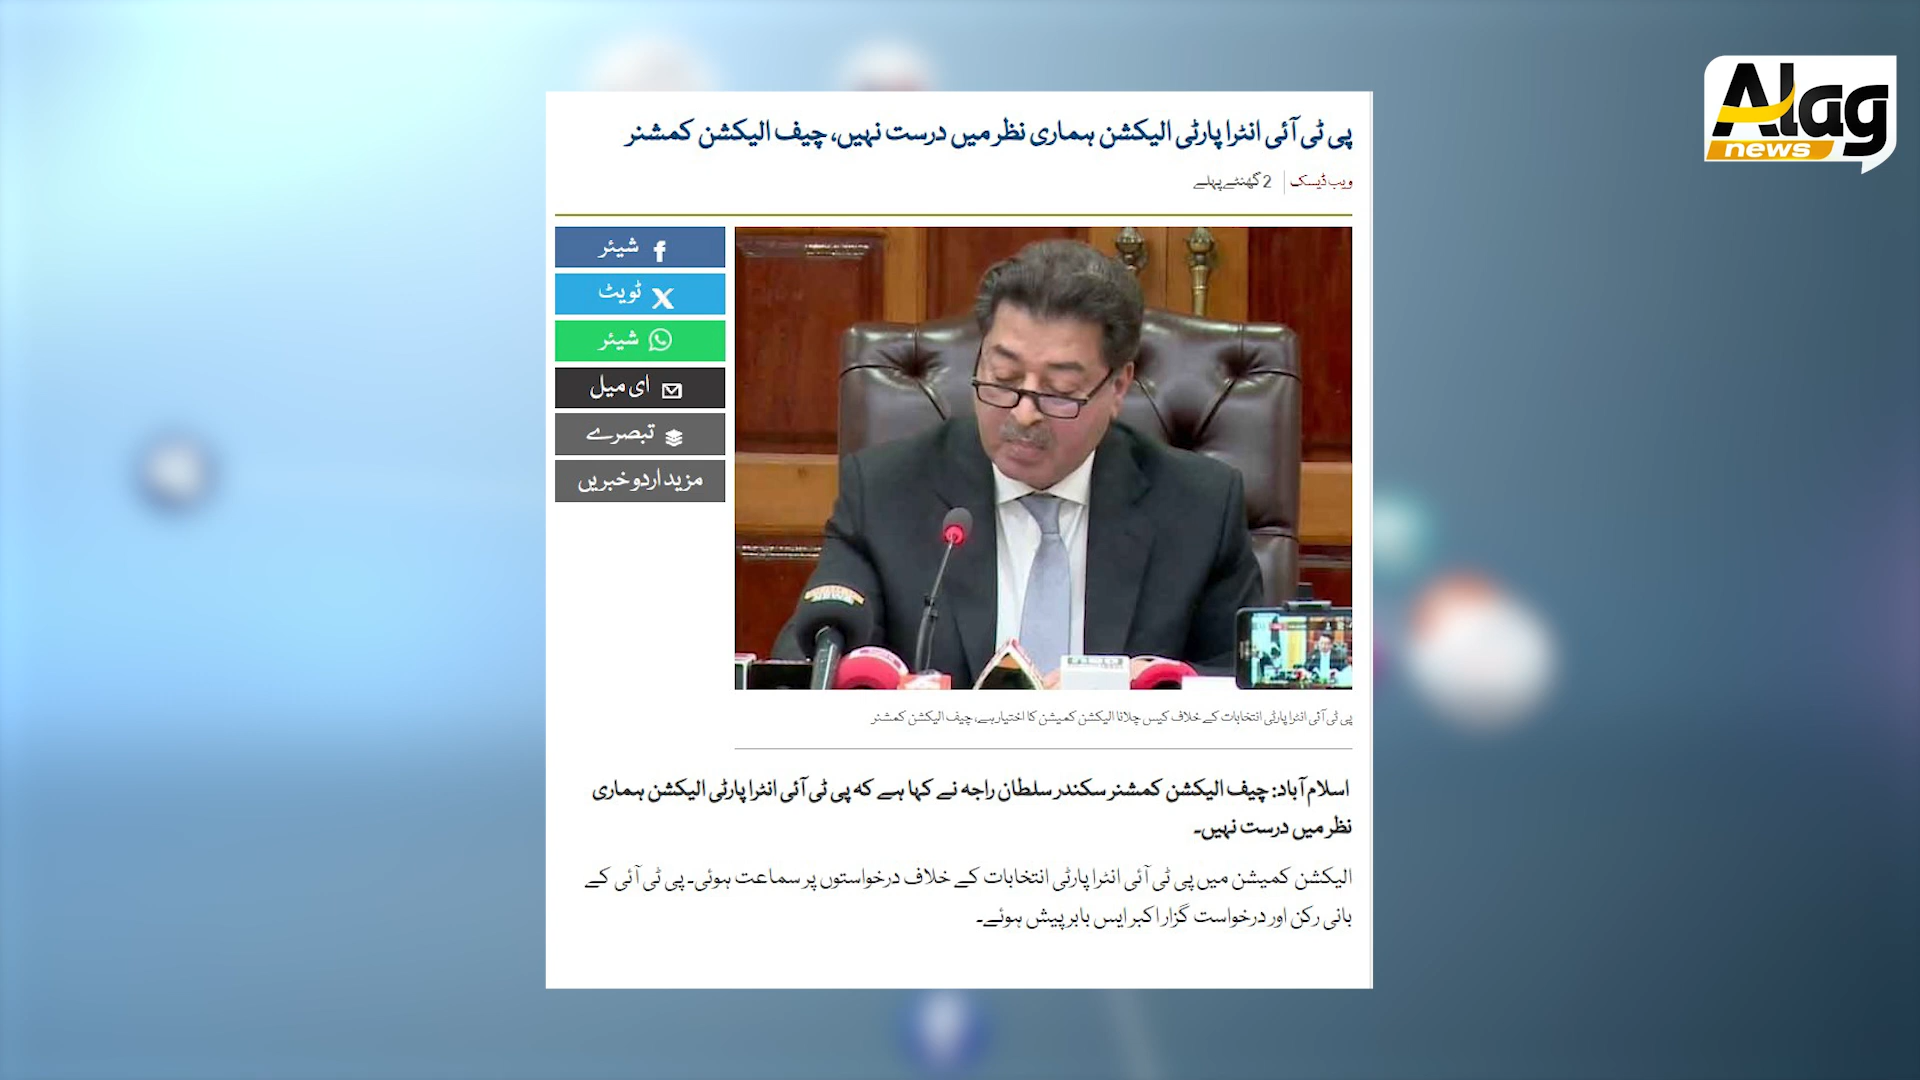 Alag
news
پی ٹی آئی انٹرا پارٹی الیکشن ہماری نظر میں درست نہیں، چیف الیکشن کمشنر
ویب ڈیسک | 2 گھنٹے پہلے
شیئر
ٹویٹ
شیئر
ای میل
تبصرے
مزید اردو خبریں
پی ٹی آئی انٹرا پارٹی انتخابات کے خلاف کیس چلانا الیکشن کمیشن کا اختیار ہے، چیف الیکشن کمشنر
اسلام آباد: چیف الیکشن کمشنر سکندر سلطان راجہ نے کہا ہے کہ پی ٹی آئی انٹرا پارٹی الیکشن ہماری
نظر میں درست نہیں۔
الیکشن کمیشن میں پی ٹی آئی انٹرا پارٹی انتخابات کے خلاف درخواستوں پر سماعت ہوئی۔ پی ٹی آئی کے
بانی رکن اور درخواست گزار اکبر ایس بابر پیش ہوئے۔